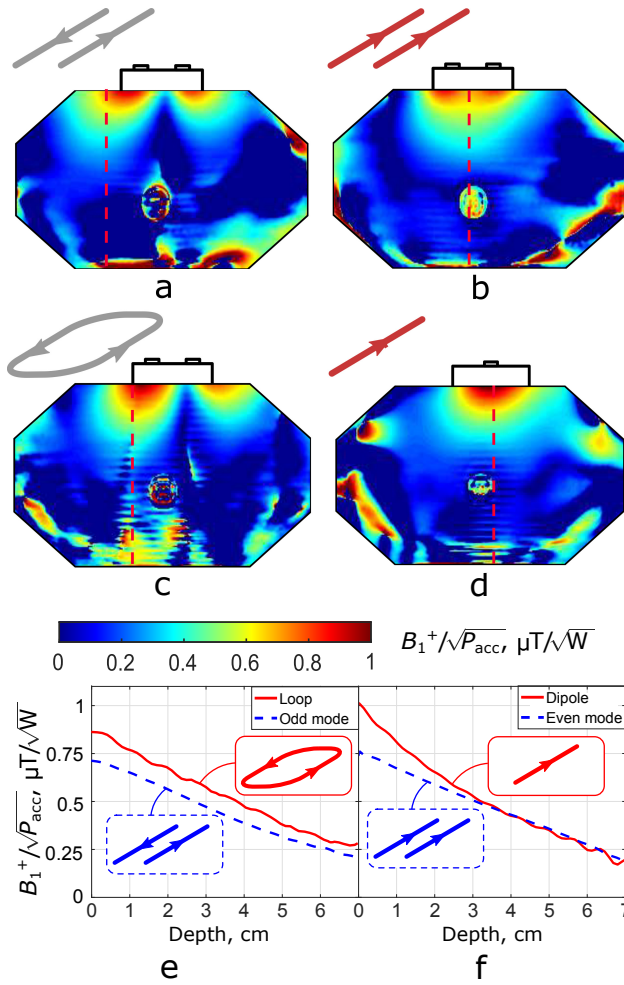 a
b
c
d
0 0.2 0.4 0.6 0.8 1
B₁⁺/√P_acc, μT/√W
1
0.75
0.5
0.25
0
B₁⁺/√P_acc, μT/√W
Loop
Odd mode
Dipole
Even mode
0 1 2 3 4 5 6
0 1 2 3 4 5 6 7
Depth, cm
Depth, cm
e
f